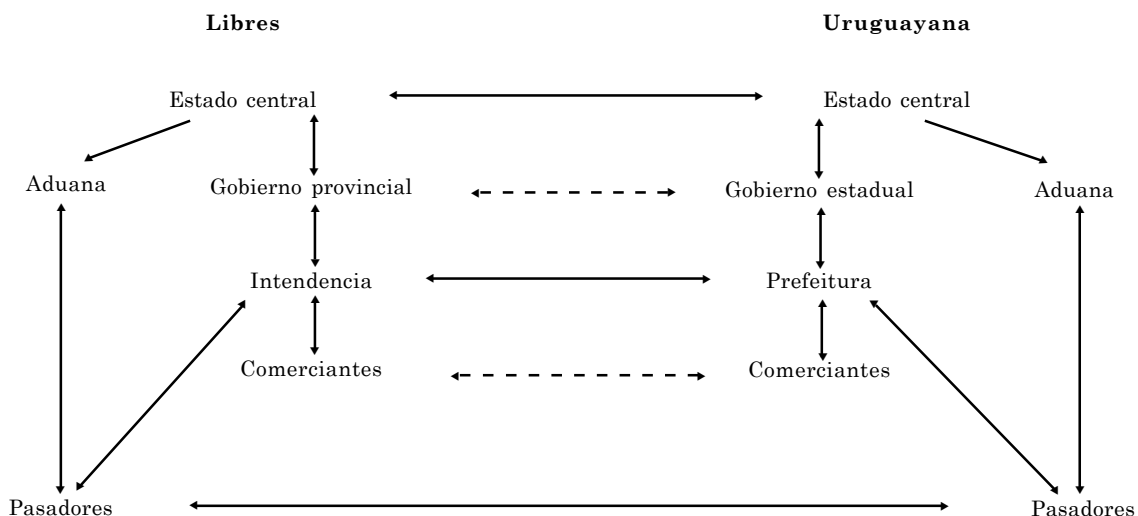 Libres Uruguayana
Estado central Estado central
Aduana Gobierno provincial Gobierno estadual Aduana
Intendencia Prefeitura
Comerciantes Comerciantes
Pasadores Pasadores